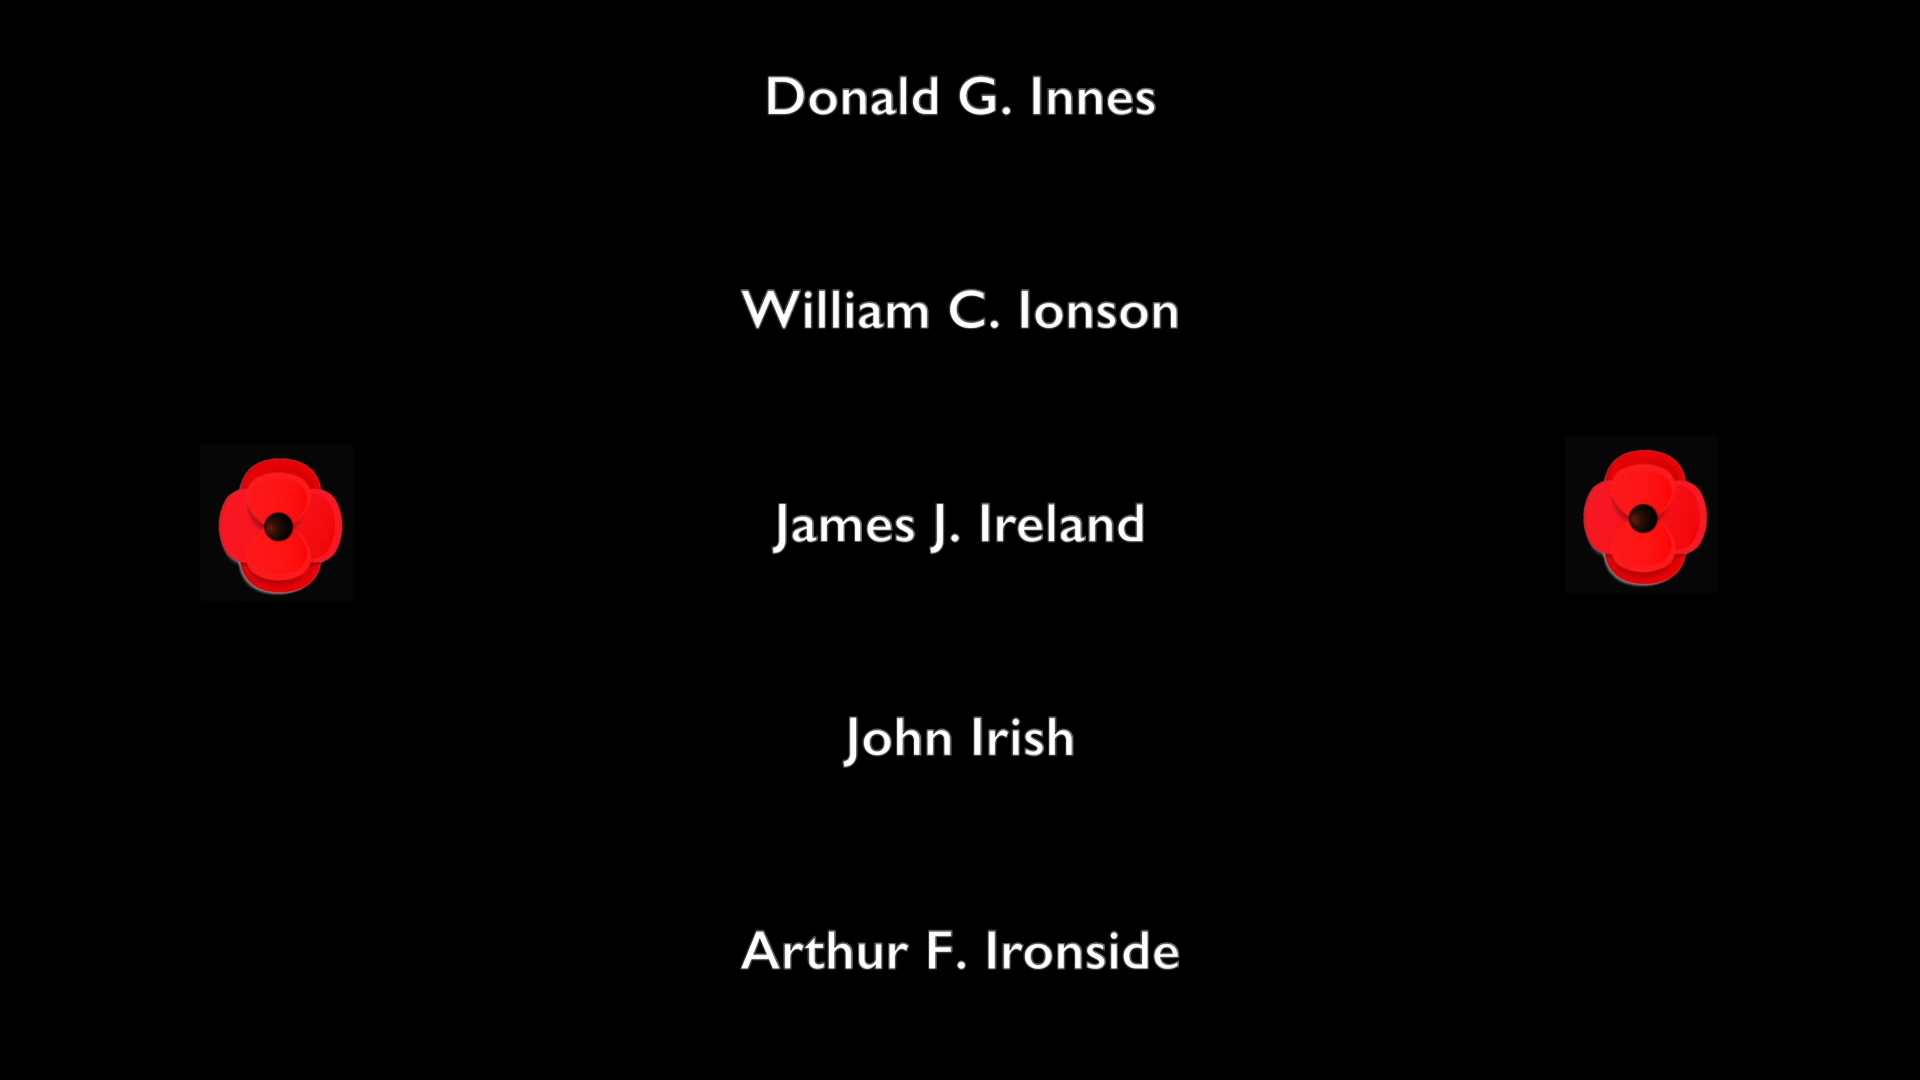 Donald G. Innes
William C. Ionson
James J. Ireland
John Irish
Arthur F. Ironside